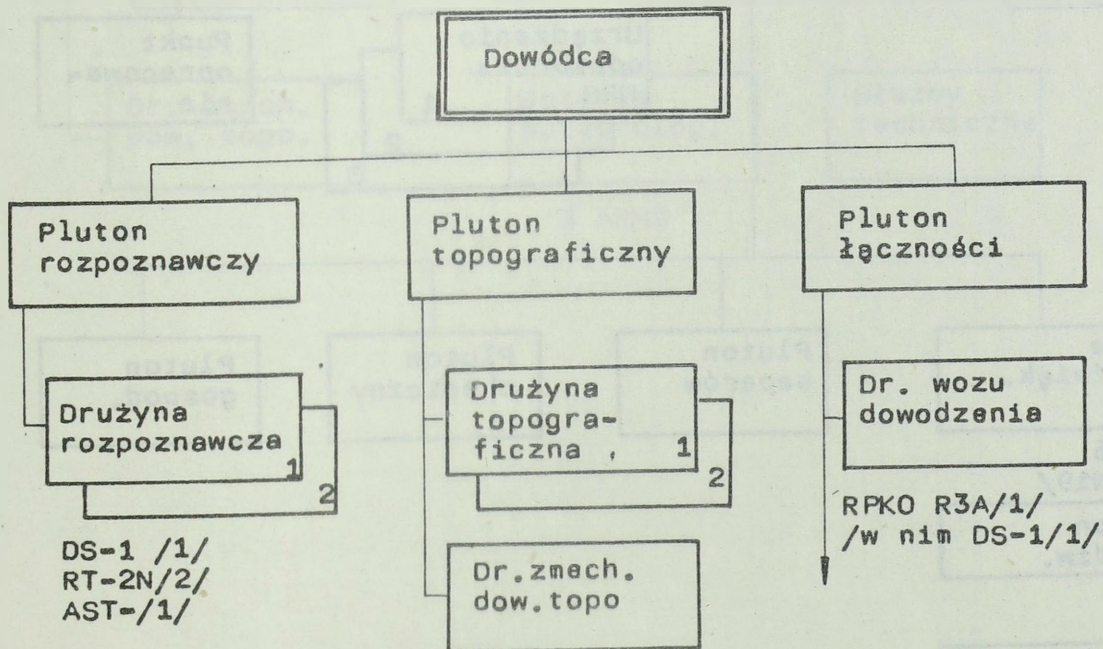 Dowódca
Pluton
rozpoznawczy
Pluton
topograficzny
Pluton
łączności
Drużyna
rozpoznawcza
1
2
DS-1 /1/
RT-2N/2/
AST-/1/
Drużyna
topogra-
ficzna
1
2
Dr.zmech.
dow.topo
Dr. wozu
dowodzenia
RPKO R3A/1/
/w nim DS-1/1/